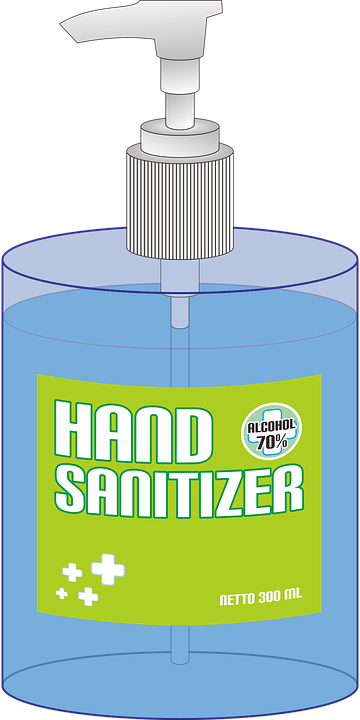 HAND
SANITIZER
ALCOHOL
70%
NETTO 300 ML